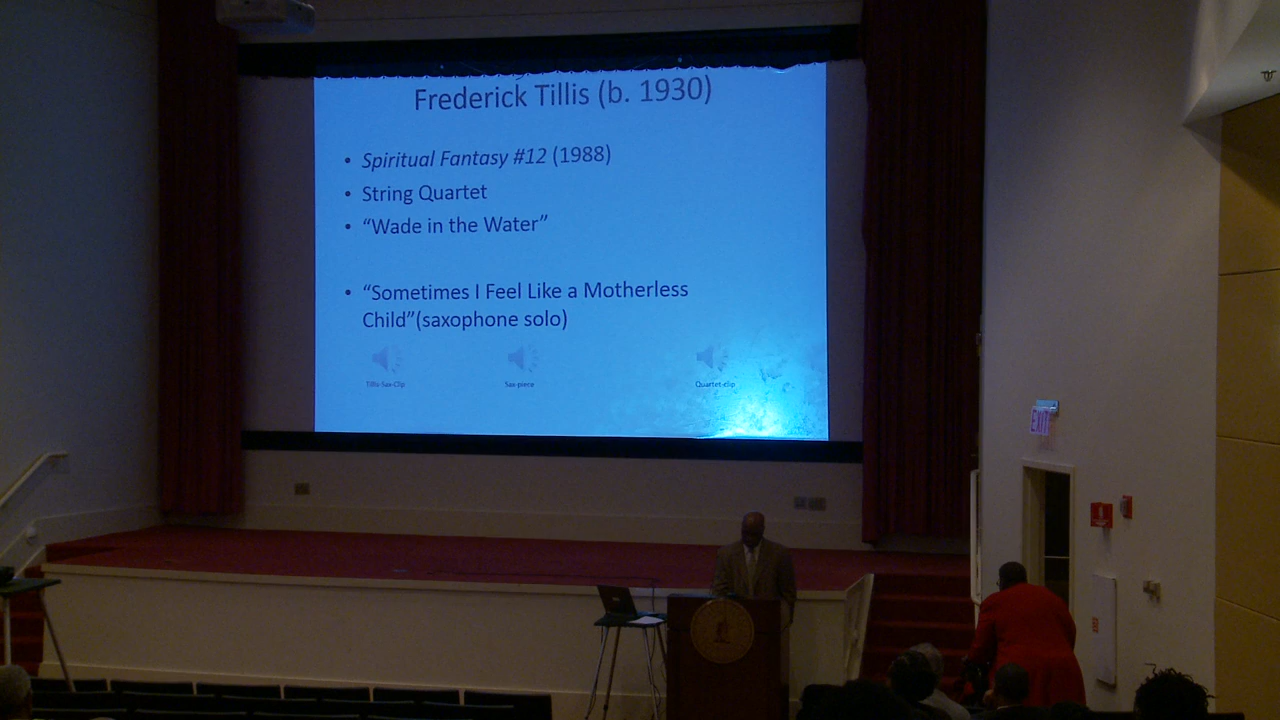 Frederick Tillis (b. 1930)
• Spiritual Fantasy #12 (1988)
• String Quartet
• “Wade in the Water”
• “Sometimes I Feel Like a Motherless
Child”(saxophone solo)
Tillis-Sax-Clip
Sax-piece
Quartet-clip
EXIT